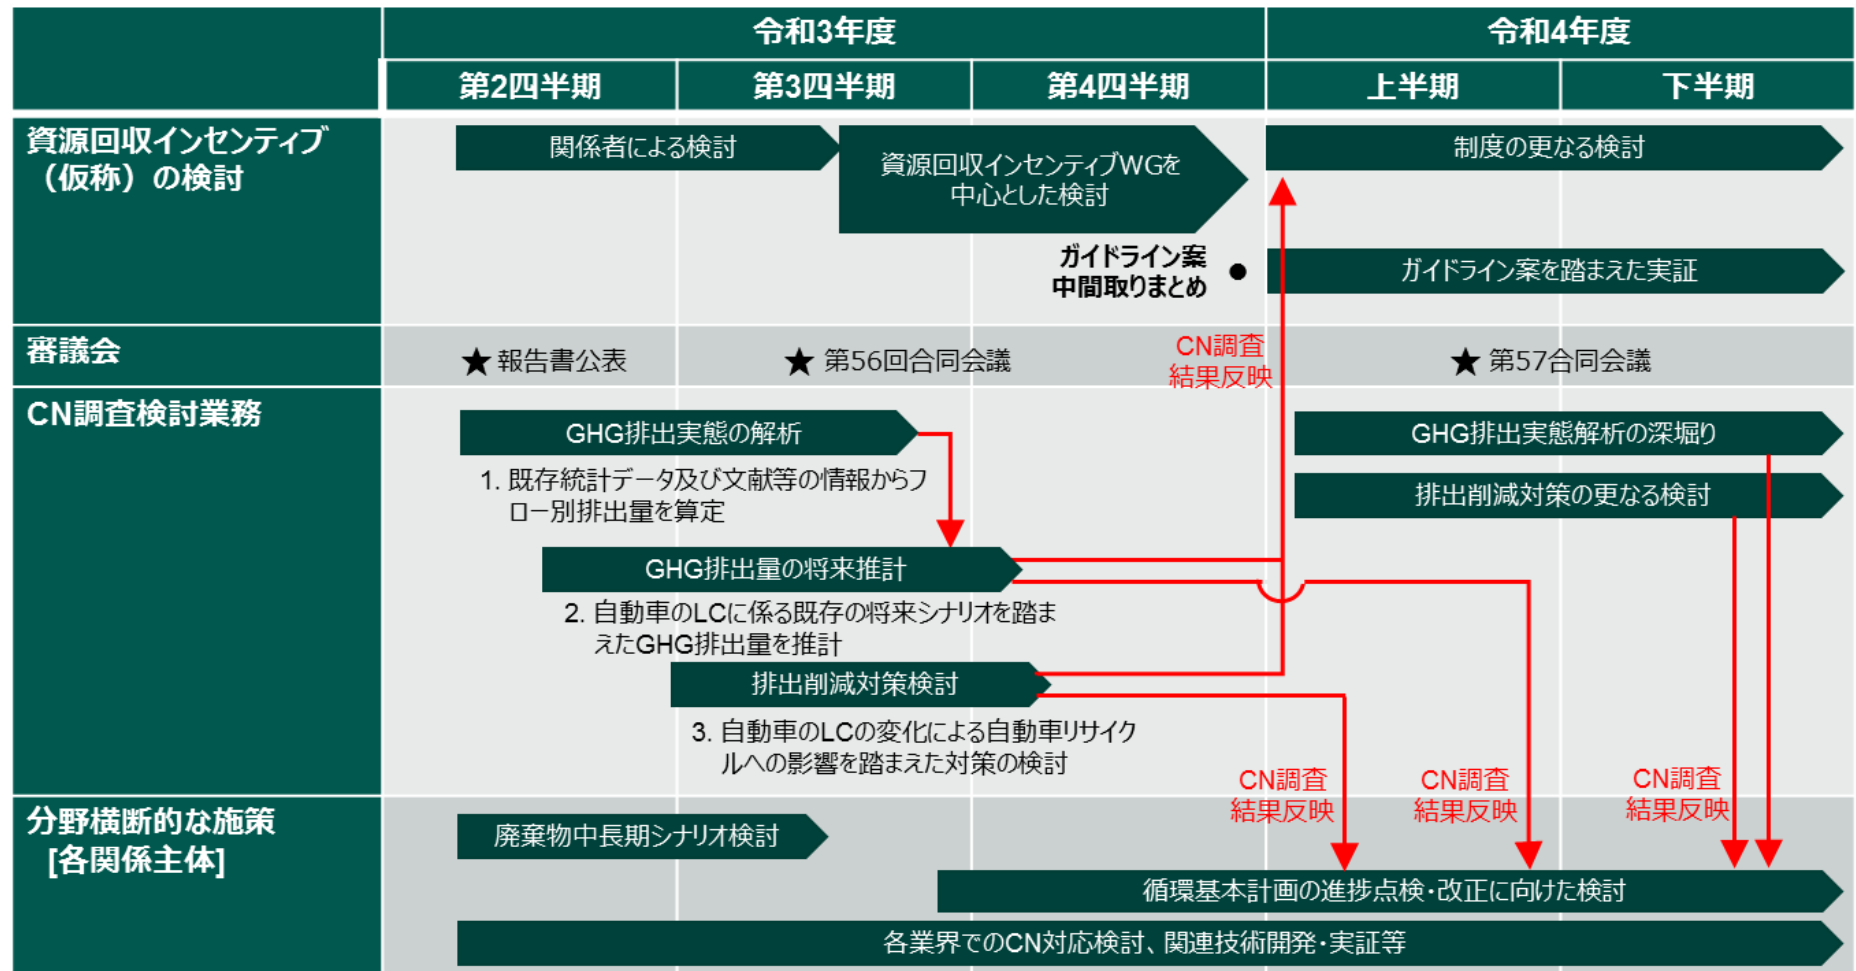 令和3年度
令和4年度
第2四半期
第3四半期
第4四半期
上半期
下半期
資源回収インセンティブ
（仮称）の検討
関係者による検討
資源回収インセンティブWGを
中心とした検討
制度の更なる検討
ガイドライン案
中間取りまとめ
●
ガイドライン案を踏まえた実証
審議会
★ 報告書公表
★ 第56回合同会議
CN調査
結果反映
★ 第57合同会議
CN調査検討業務
GHG排出実態の解析
1. 既存統計データ及び文献等の情報からフ
ロー別排出量を算定
GHG排出量の将来推計
2. 自動車のLCに係る既存の将来シナリオを踏ま
えたGHG排出量を推計
排出削減対策検討
3. 自動車のLCの変化による自動車リサイク
ルへの影響を踏まえた対策の検討
GHG排出実態解析の深堀り
排出削減対策の更なる検討
CN調査
結果反映
CN調査
結果反映
CN調査
結果反映
分野横断的な施策
[各関係主体]
廃棄物中長期シナリオ検討
循環基本計画の進捗点検・改正に向けた検討
各業界でのCN対応検討、関連技術開発・実証等